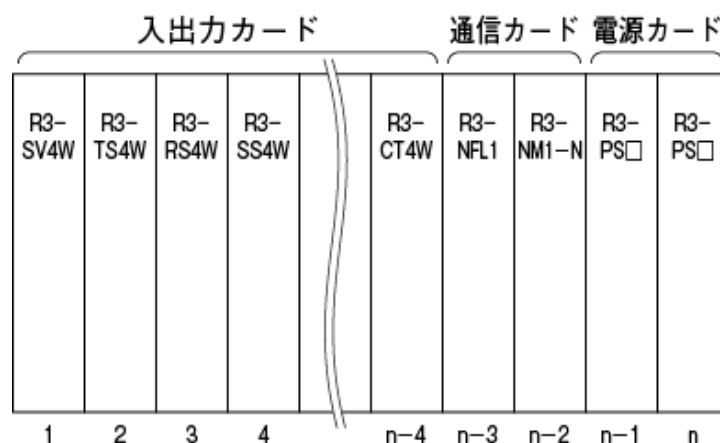 入出力カード 通信カード 電源カード
R3- R3- R3- R3- R3- R3- R3- R3- R3-
SV4W TS4W RS4W SS4W CT4W NFL1 NM1-N PS□ PS□
1 2 3 4 n-4 n-3 n-2 n-1 n